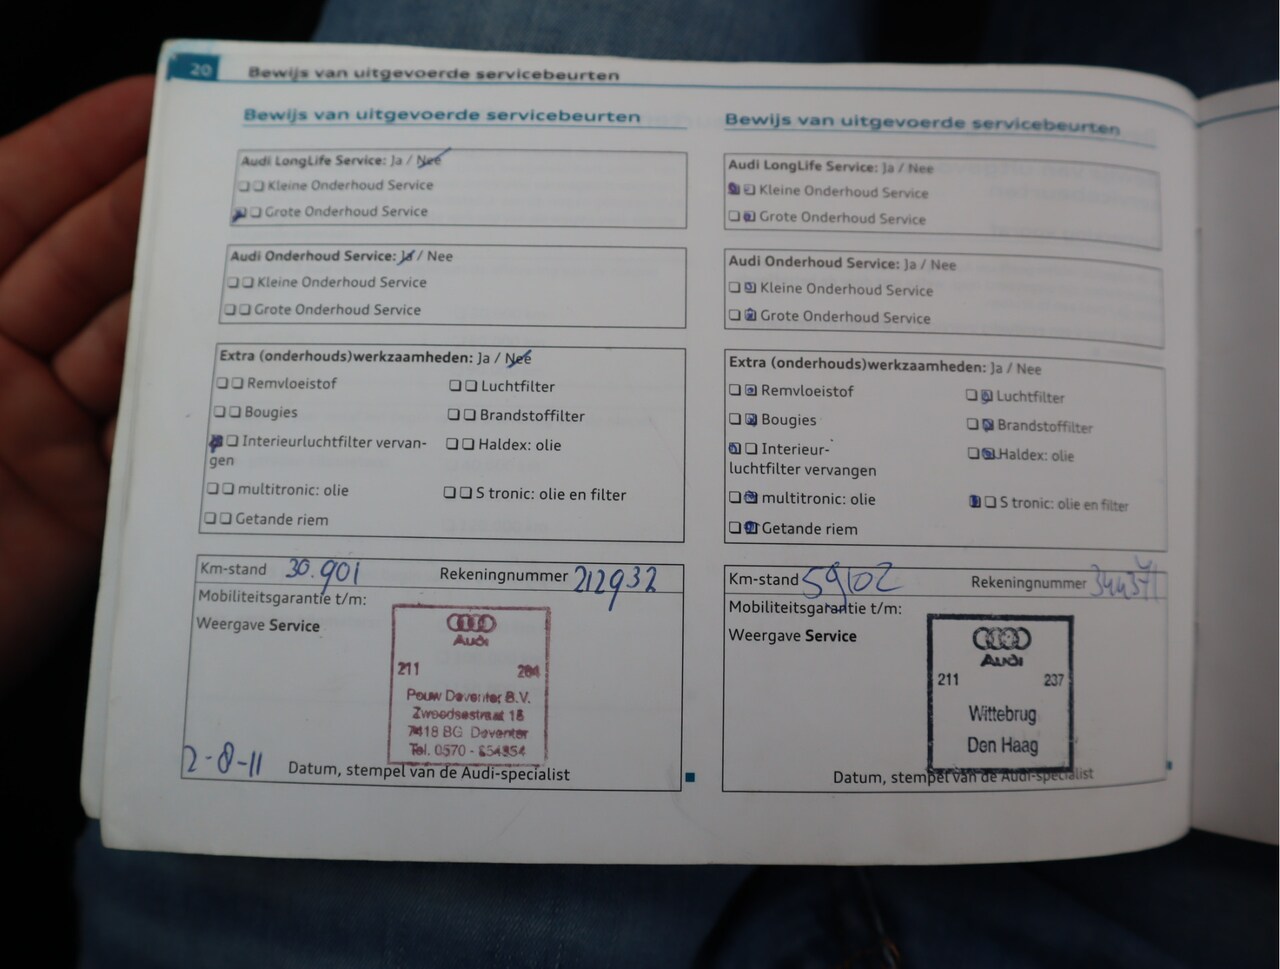 20 Bewijs van uitgevoerde servicebeurten
Bewijs van uitgevoerde servicebeurten
Audi LongLife Service: Ja / Nee
Kleine Onderhoud Service
Grote Onderhoud Service
Audi Onderhoud Service: Ja / Nee
Kleine Onderhoud Service
Grote Onderhoud Service
Extra (onderhouds)werkzaamheden: Ja / Nee
Remvloeistof Luchtfilter
Bougies Brandstoffilter
Interieurluchtfilter vervan- Haldex: olie
gen
multitronic: olie S tronic: olie en filter
Getande riem
Km-stand 30.901 Rekeningnummer 212932
Mobiliteitsgarantie t/m:
Weergave Service
Audi
211 284
Pouw Deventer B.V.
Zweedsestraat 15
7418 BG Deventer
Tel. 0570 - 654354
2-8-11 Datum, stempel van de Audi-specialist
Bewijs van uitgevoerde servicebeurten
Audi LongLife Service: Ja / Nee
Kleine Onderhoud Service
Grote Onderhoud Service
Audi Onderhoud Service: Ja / Nee
Kleine Onderhoud Service
Grote Onderhoud Service
Extra (onderhouds)werkzaamheden: Ja / Nee
Remvloeistof Luchtfilter
Bougies Brandstoffilter
Interieur- Haldex: olie
luchtfilter vervangen
multitronic: olie S tronic: olie en filter
Getande riem
Km-stand 59102 Rekeningnummer
Mobiliteitsgarantie t/m:
Weergave Service
Audi
211 237
Wittebrug
Den Haag
Datum, stempel van de Audi-specialist